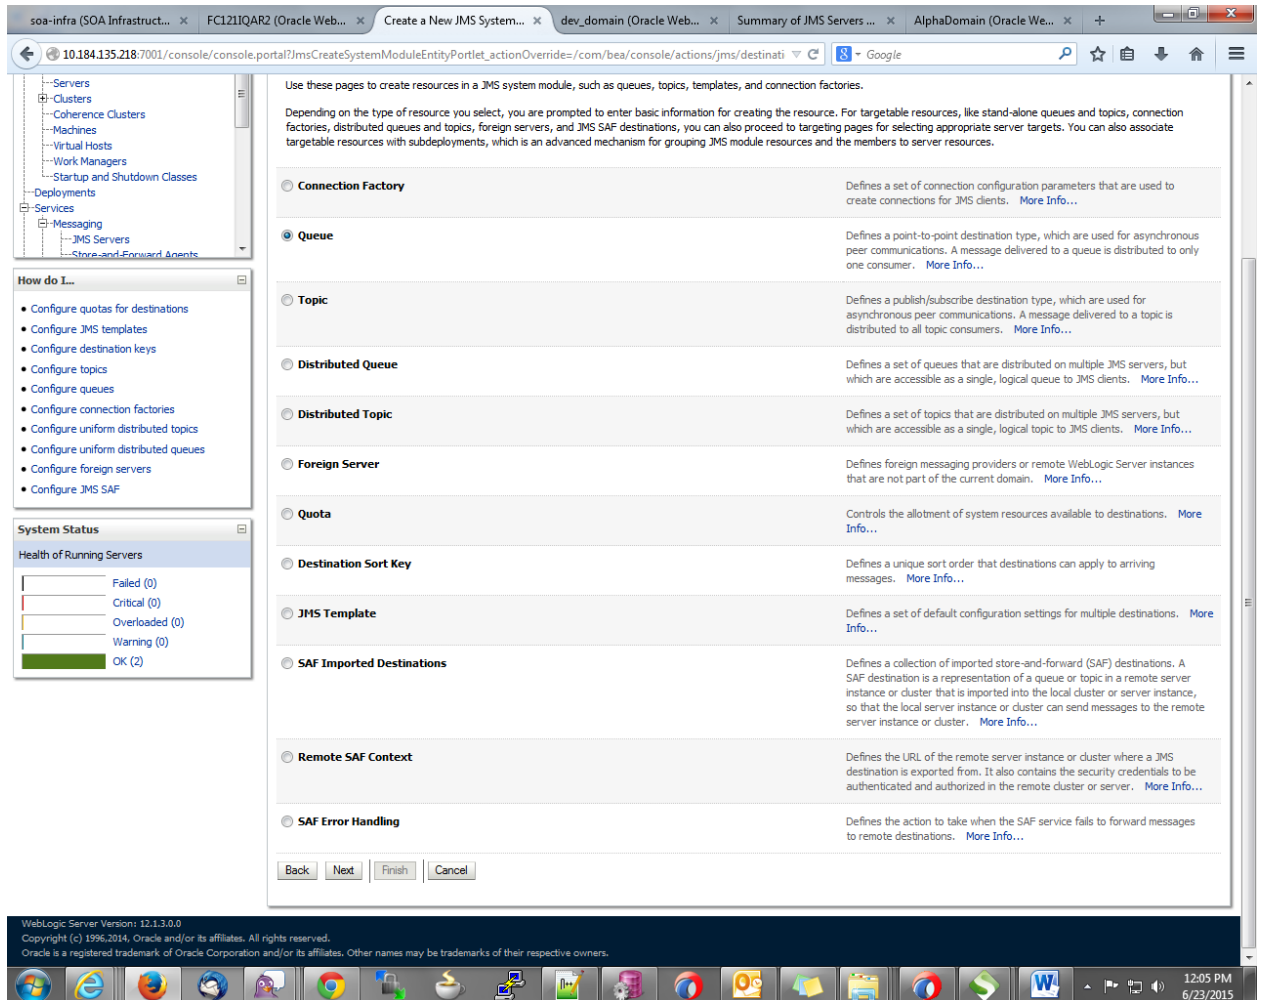 soa-infra (SOA Infrastruct... ×
FC121IQAR2 (Oracle Web... ×
Create a New JMS System... ×
dev_domain (Oracle Web... ×
Summary of JMS Servers ... ×
AlphaDomain (Oracle We... ×
10.184.135.218:7001/console/console.portal?JmsCreateSystemModuleEntityPortlet_actionOverride=/com/bea/console/actions/jms/destinati
Google
Servers
Clusters
Coherence Clusters
Machines
Virtual Hosts
Work Managers
Startup and Shutdown Classes
Deployments
Services
Messaging
JMS Servers
Store-and-Forward Agents
How do I...
Configure quotas for destinations
Configure JMS templates
Configure destination keys
Configure topics
Configure queues
Configure connection factories
Configure uniform distributed topics
Configure uniform distributed queues
Configure foreign servers
Configure JMS SAF
System Status
Health of Running Servers
Failed (0)
Critical (0)
Overloaded (0)
Warning (0)
OK (2)
Use these pages to create resources in a JMS system module, such as queues, topics, templates, and connection factories.
Depending on the type of resource you select, you are prompted to enter basic information for creating the resource. For targetable resources, like stand-alone queues and topics, connection
factories, distributed queues and topics, foreign servers, and JMS SAF destinations, you can also proceed to targeting pages for selecting appropriate server targets. You can also associate
targetable resources with subdeployments, which is an advanced mechanism for grouping JMS module resources and the members to server resources.
Connection Factory
Defines a set of connection configuration parameters that are used to
create connections for JMS clients. More Info...
Queue
Defines a point-to-point destination type, which are used for asynchronous
peer communications. A message delivered to a queue is distributed to only
one consumer. More Info...
Topic
Defines a publish/subscribe destination type, which are used for
asynchronous peer communications. A message delivered to a topic is
distributed to all topic consumers. More Info...
Distributed Queue
Defines a set of queues that are distributed on multiple JMS servers, but
which are accessible as a single, logical queue to JMS clients. More Info...
Distributed Topic
Defines a set of topics that are distributed on multiple JMS servers, but
which are accessible as a single, logical topic to JMS clients. More Info...
Foreign Server
Defines foreign messaging providers or remote WebLogic Server instances
that are not part of the current domain. More Info...
Quota
Controls the allotment of system resources available to destinations. More
Info...
Destination Sort Key
Defines a unique sort order that destinations can apply to arriving
messages. More Info...
JMS Template
Defines a set of default configuration settings for multiple destinations. More
Info...
SAF Imported Destinations
Defines a collection of imported store-and-forward (SAF) destinations. A
SAF destination is a representation of a queue or topic in a remote server
instance or cluster that is imported into the local cluster or server instance,
so that the local server instance or cluster can send messages to the remote
server instance or cluster. More Info...
Remote SAF Context
Defines the URL of the remote server instance or cluster where a JMS
destination is exported from. It also contains the security credentials to be
authenticated and authorized in the remote cluster or server. More Info...
SAF Error Handling
Defines the action to take when the SAF service fails to forward messages
to remote destinations. More Info...
Back Next Finish Cancel
WebLogic Server Version: 12.1.3.0.0
Copyright (c) 1996,2014, Oracle and/or its affiliates. All rights reserved.
Oracle is a registered trademark of Oracle Corporation and/or its affiliates. Other names may be trademarks of their respective owners.
12:05 PM
6/23/2015